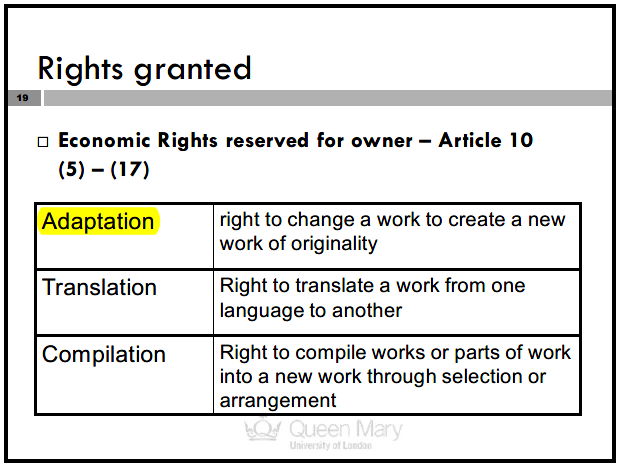 Rights granted
19
Economic Rights reserved for owner – Article 10
(5) – (17)
Adaptation
right to change a work to create a new
work of originality
Translation
Right to translate a work from one
language to another
Compilation
Right to compile works or parts of work
into a new work through selection or
arrangement
Queen Mary
University of London